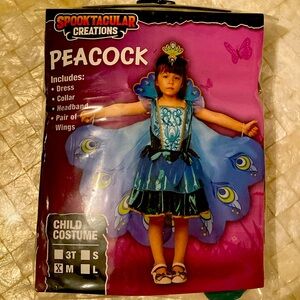 SPOOKTACULAR
CREATIONS
PEACOCK
Includes:
• Dress
• Collar
• Headband
• Pair of
Wings
CHILD
COSTUME
3T S
M L